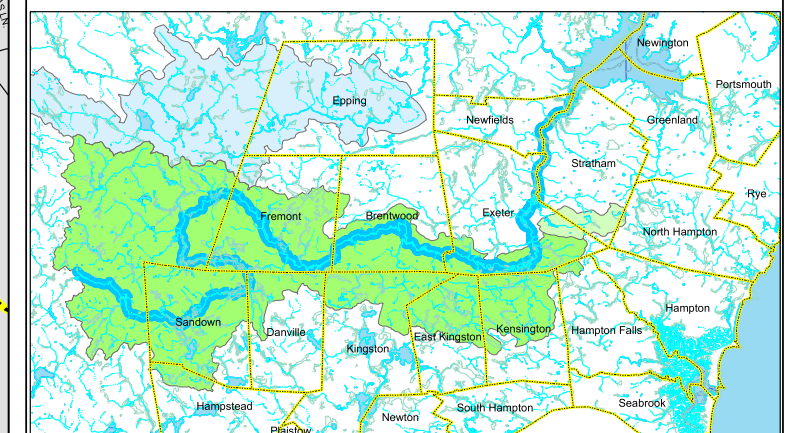 Newington
Portsmouth
Epping
Newfields
Greenland
Stratham
Rye
Fremont
Brentwood
Exeter
North Hampton
Hampton
Sandown
Danville
East Kingston
Kensington
Hampton Falls
Kingston
Hampstead
Newton
South Hampton
Seabrook
Plaistow